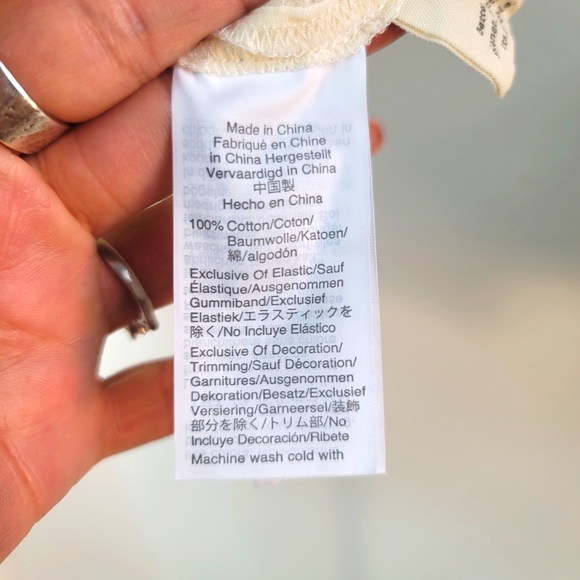 Made in China
Fabriqué en Chine
in China Hergestellt
Vervaardigd in China
中国製
Hecho en China
100% Cotton/Coton/
Baumwolle/Katoen/
綿/algodón
Exclusive Of Elastic/Sauf
Élastique/Ausgenommen
Gummiband/Exclusief
Elastiek/エラスティックを
除く/No Incluye Elástico
Exclusive Of Decoration/
Trimming/Sauf Décoration/
Garnitures/Ausgenommen
Dekoration/Besatz/Exclusief
Versiering/Garneersel/装飾
部分を除く/トリム部/No
Incluye Decoración/Ribete
Machine wash cold with